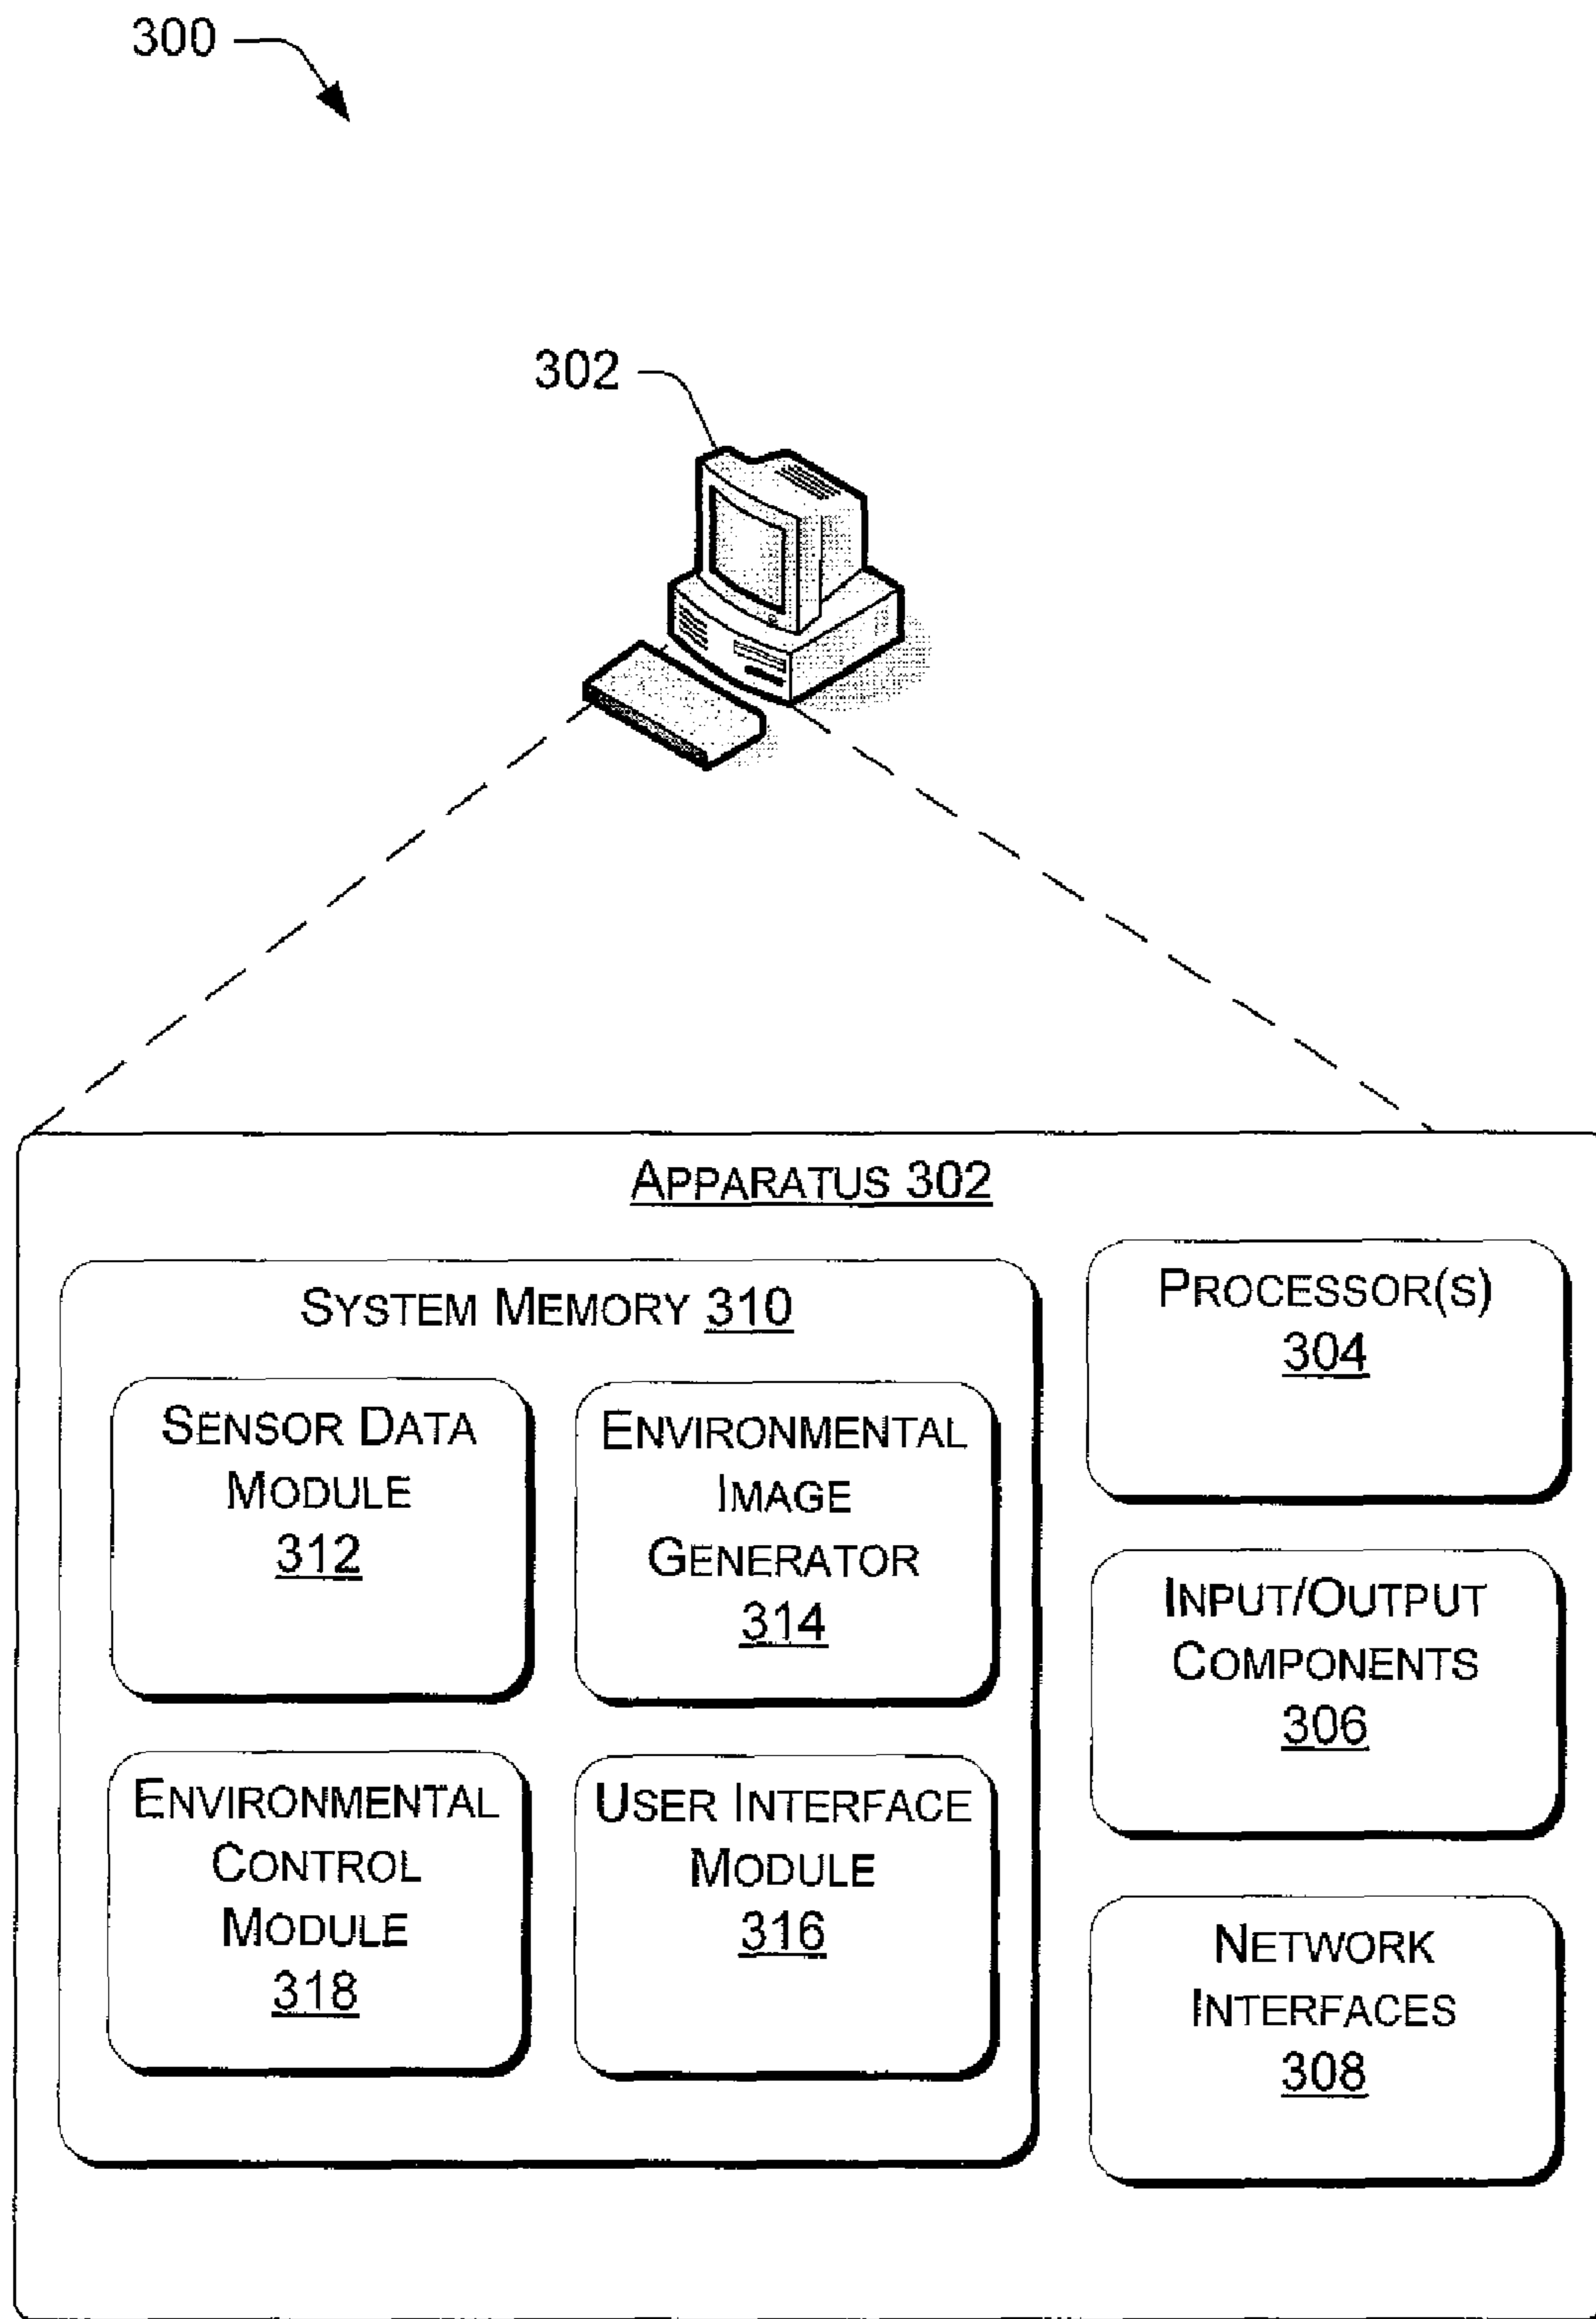 300
302
APPARATUS 302
SYSTEM MEMORY 310
SENSOR DATA
MODULE
312
ENVIRONMENTAL
IMAGE
GENERATOR
314
ENVIRONMENTAL
CONTROL
MODULE
318
USER INTERFACE
MODULE
316
PROCESSOR(S)
304
INPUT/OUTPUT
COMPONENTS
306
NETWORK
INTERFACES
308